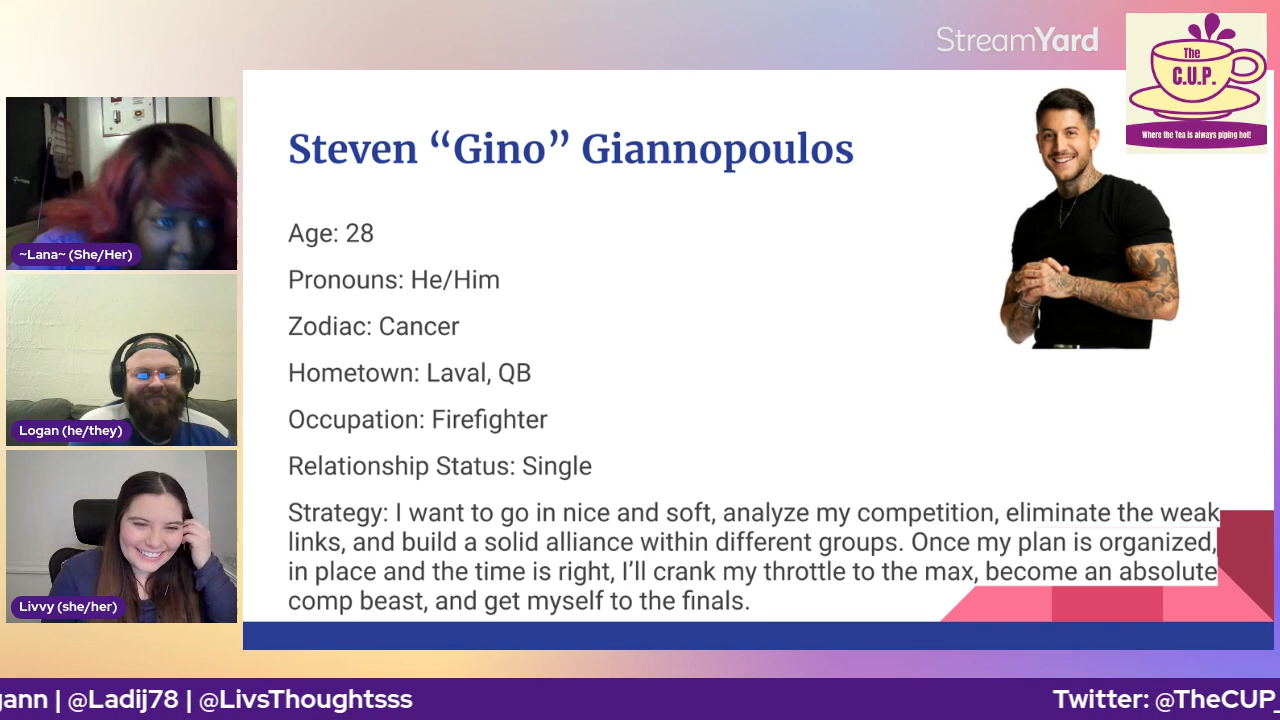 StreamYard
The
C.U.P.
Where the Tea is always piping hot!
Steven “Gino” Giannopoulos
Age: 28
Pronouns: He/Him
Zodiac: Cancer
Hometown: Laval, QB
Occupation: Firefighter
Relationship Status: Single
Strategy: I want to go in nice and soft, analyze my competition, eliminate the weak
links, and build a solid alliance within different groups. Once my plan is organized,
in place and the time is right, I’ll crank my throttle to the max, become an absolute
comp beast, and get myself to the finals.
~Lana~ (She/Her)
Logan (he/they)
Livvy (she/her)
gann | @Ladij78 | @LivsThoughtsss
Twitter: @TheCUP_